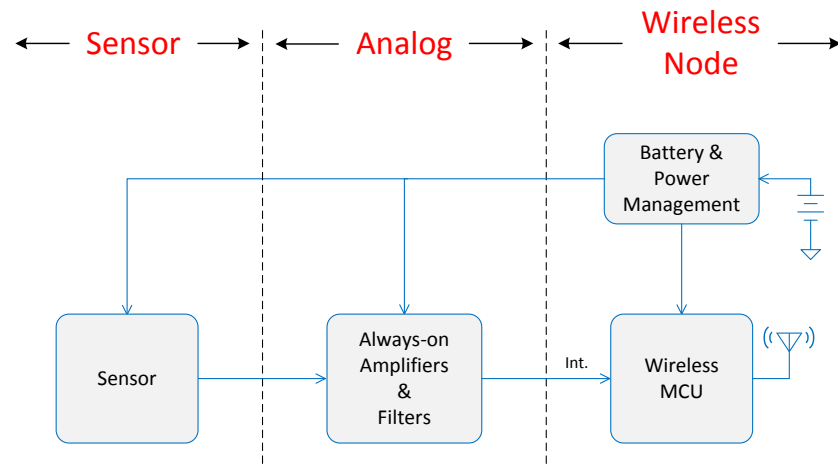 Sensor
Analog
Wireless
Node
Battery &
Power
Management
Sensor
Always-on
Amplifiers
&
Filters
Int.
Wireless
MCU